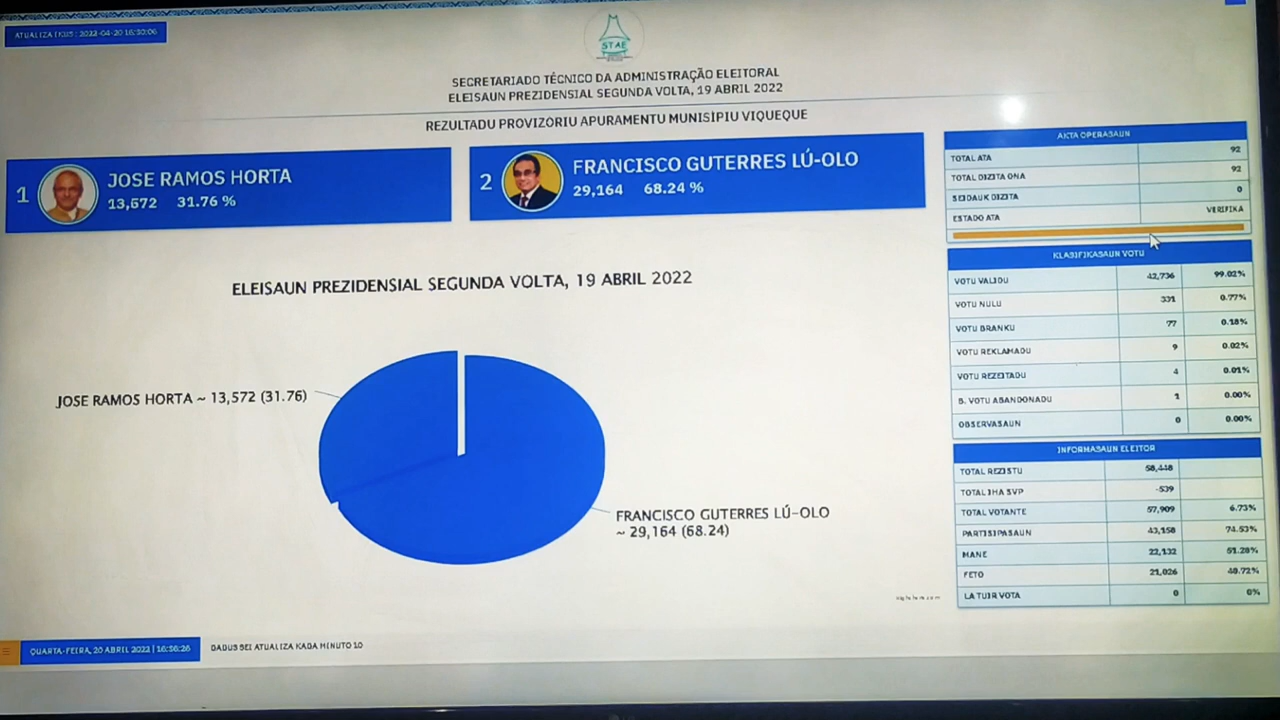 ATUALIZA IKUS : 2022-04-20 16:30:06
STAE
SECRETARIADO TÉCNICO DA ADMINISTRAÇÃO ELEITORAL
ELEISAUN PREZIDENSIAL SEGUNDA VOLTA, 19 ABRIL 2022
REZULTADU PROVIZORIU APURAMENTU MUNISÍPIU VIQUEQUE
1
JOSE RAMOS HORTA
13,572 31.76 %
2
FRANCISCO GUTERRES LÚ-OLO
29,164 68.24 %
ELEISAUN PREZIDENSIAL SEGUNDA VOLTA, 19 ABRIL 2022
JOSE RAMOS HORTA ~ 13,572 (31.76)
FRANCISCO GUTERRES LÚ-OLO
~ 29,164 (68.24)
AKTA OPERASAUN
TOTAL ATA 92
TOTAL DIZITA ONA 92
SEIDAUK DIZITA 0
ESTADO ATA VERIFIKA
KLASIFIKASAUN VOTU
VOTU VALIDU 42,736 99.02%
VOTU NULU 331 0.77%
VOTU BRANKU 77 0.18%
VOTU REKLAMADU 9 0.02%
VOTU REZEITADU 4 0.01%
B. VOTU ABANDONADU 1 0.00%
OBSERVASAUN 0 0.00%
INFORMASAUN ELEITOR
TOTAL REZISTU 58,448
TOTAL IHA SVP -539
TOTAL VOTANTE 57,909 6.73%
PARTISIPASAUN 43,158 74.53%
MANE 22,132 51.28%
FETO 21,026 48.72%
LA TUIR VOTA 0 0%
QUARTA-FEIRA, 20 ABRIL 2022 | 16:36:26
DADUS SEI ATUALIZA KADA MINUTO 10